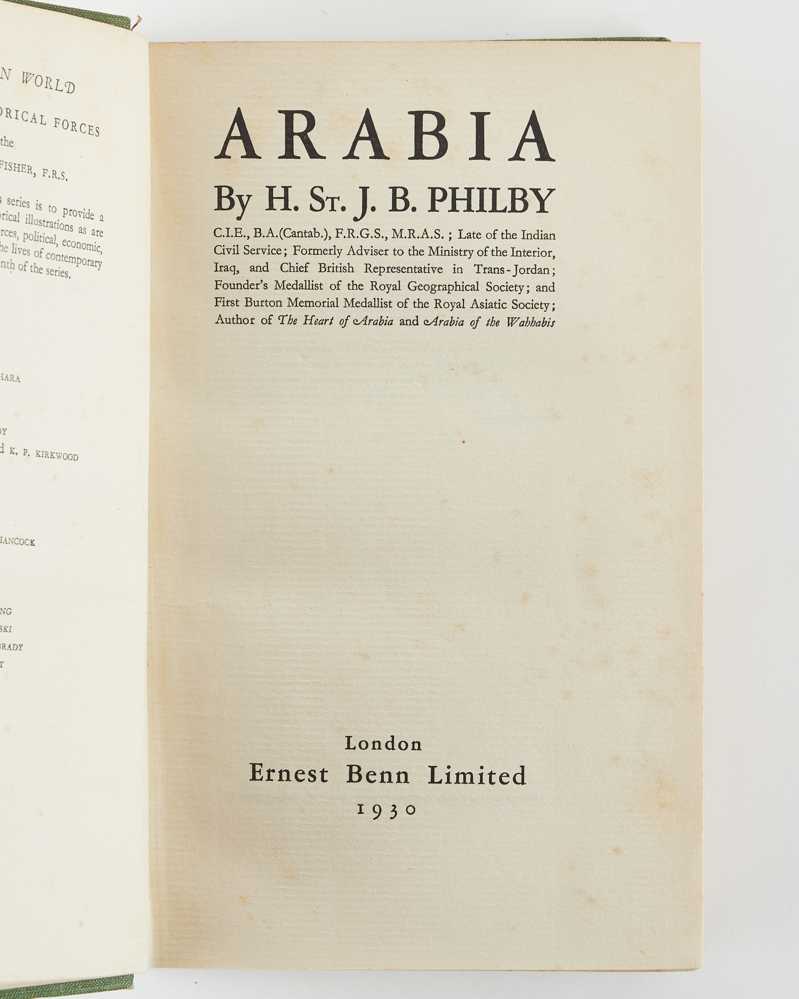 N WORLD
ORICAL FORCES
the
FISHER, F.R.S.
series is to provide a
orical illustrations as are
rces, political, economic,
he lives of contemporary
nth of the series.
HARA
DY
K. P. KIRKWOOD
HANCOCK
NG
SKI
GRADY
T
ARABIA
By H. ST. J. B. PHILBY
C.I.E., B.A.(Cantab.), F.R.G.S., M.R.A.S. ; Late of the Indian
Civil Service ; Formerly Adviser to the Ministry of the Interior,
Iraq, and Chief British Representative in Trans-Jordan ;
Founder's Medallist of the Royal Geographical Society ; and
First Burton Memorial Medallist of the Royal Asiatic Society ;
Author of The Heart of Arabia and Arabia of the Wahhabis
London
Ernest Benn Limited
1930